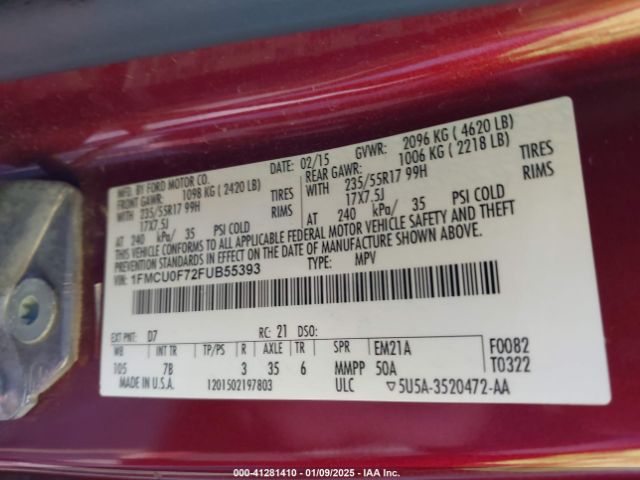 MFD. BY FORD MOTOR CO.
DATE: 02/15 GVWR: 2096 KG ( 4620 LB)
FRONT GAWR: 1098 KG ( 2420 LB) REAR GAWR: 1006 KG ( 2218 LB)
WITH 235/55R17 99H TIRES WITH 235/55R17 99H TIRES
17X7.5J RIMS 17X7.5J RIMS
AT 240 kPa/ 35 PSI COLD AT 240 kPa/ 35 PSI COLD
THIS VEHICLE CONFORMS TO ALL APPLICABLE FEDERAL MOTOR VEHICLE SAFETY AND THEFT
PREVENTION STANDARDS IN EFFECT ON THE DATE OF MANUFACTURE SHOWN ABOVE.
VIN: 1FMCU0F72FUB55393 TYPE: MPV
EXT PNT: D7 RC: 21 DSO:
WB INT TR TP/PS R AXLE TR SPR EM21A F0082
105 7B 3 35 6 MMPP 50A T0322
MADE IN U.S.A. 1201502197803 ULC ▽5U5A-3520472-AA
000-41281410 - 01/09/2025 - IAA Inc.